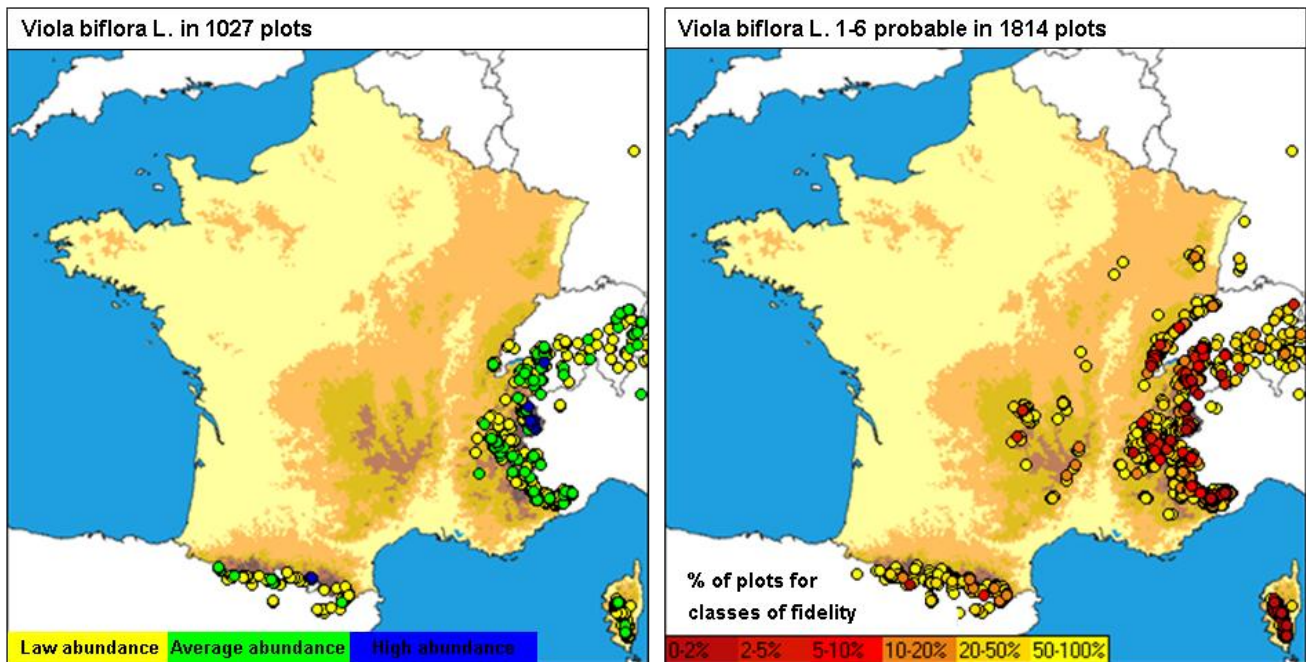 Viola biflora L. in 1027 plots
Viola biflora L. 1-6 probable in 1814 plots
Law abundance Average abundance High abundance
% of plots for
classes of fidelity
0-2% 2-5% 5-10% 10-20% 20-50% 50-100%